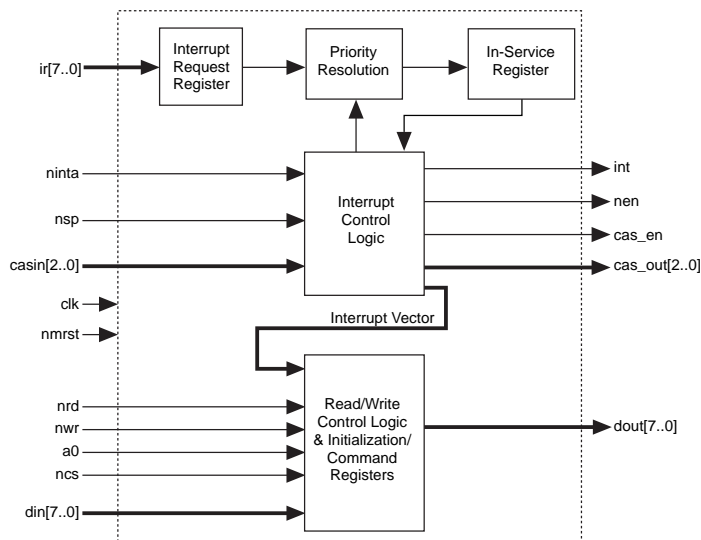 ir[7..0]
Interrupt
Request
Register
Priority
Resolution
In-Service
Register
ninta
nsp
casin[2..0]
clk
nmrst
Interrupt
Control
Logic
int
nen
cas_en
cas_out[2..0]
Interrupt Vector
nrd
nwr
a0
ncs
din[7..0]
Read/Write
Control Logic
& Initialization/
Command
Registers
dout[7..0]